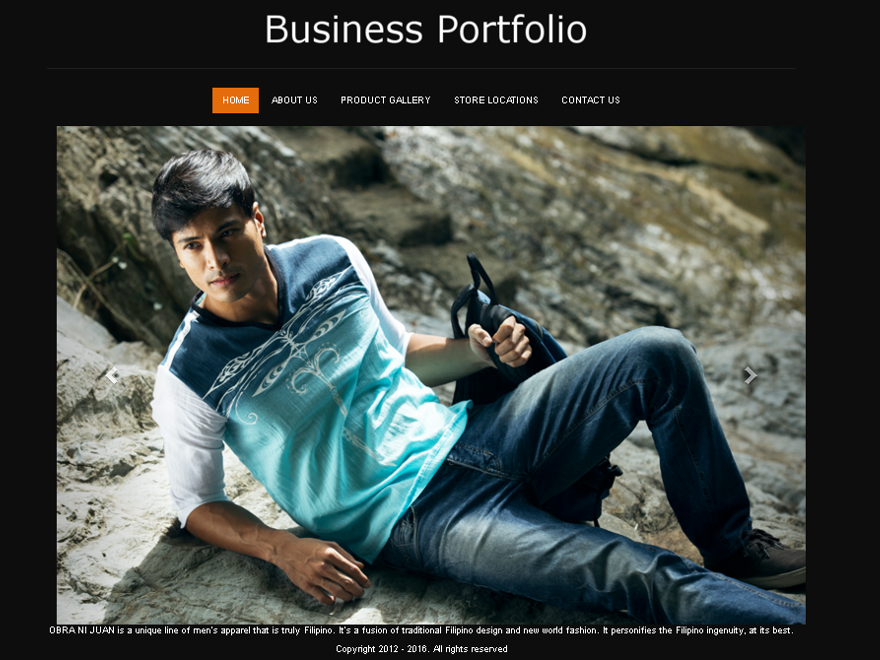 Business Portfolio
HOME ABOUT US PRODUCT GALLERY STORE LOCATIONS CONTACT US
OBRA NI JUAN is a unique line of men's apparel that is truly Filipino. It's a fusion of traditional Filipino design and new world fashion. It personifies the Filipino ingenuity, at its best.
Copyright 2012 - 2016. All rights reserved